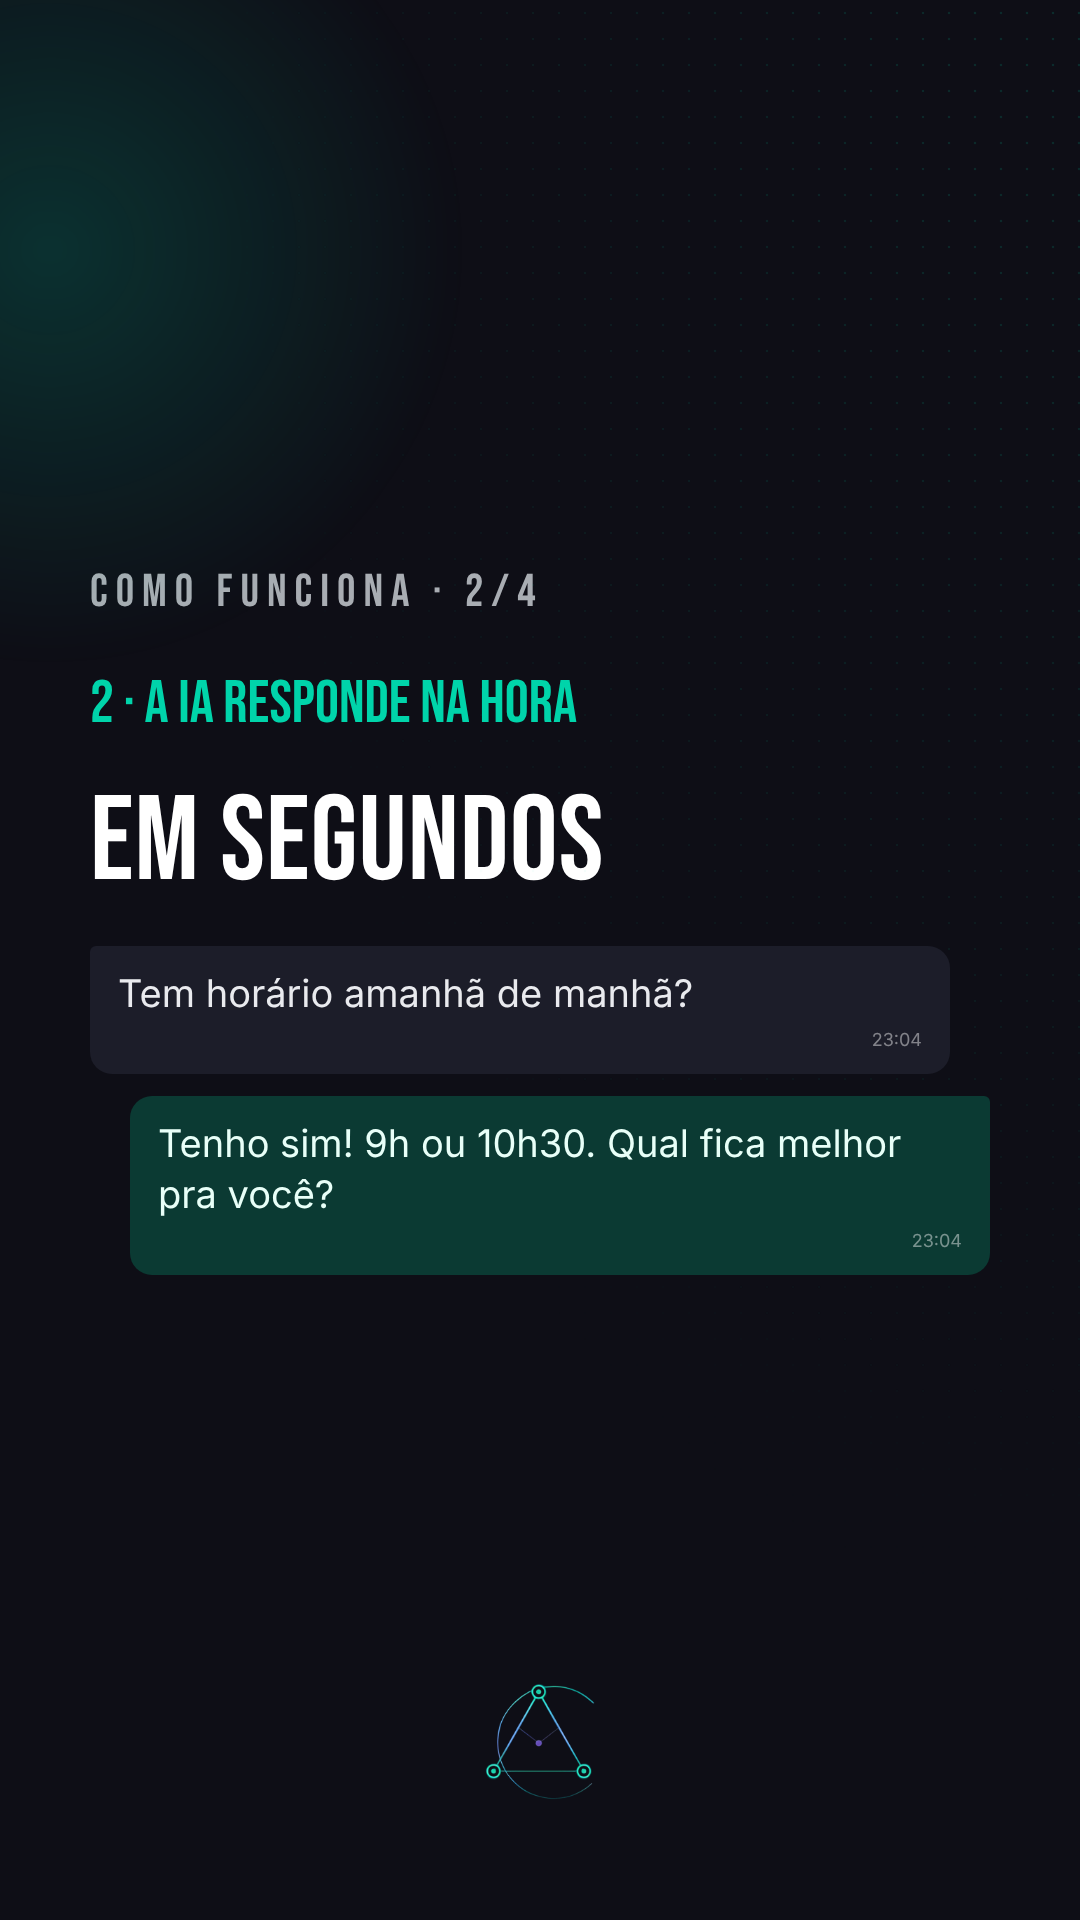 COMO FUNCIONA · 2/4
2 · A IA RESPONDE NA HORA
EM SEGUNDOS
Tem horário amanhã de manhã?
23:04
Tenho sim! 9h ou 10h30. Qual fica melhor
pra você?
23:04